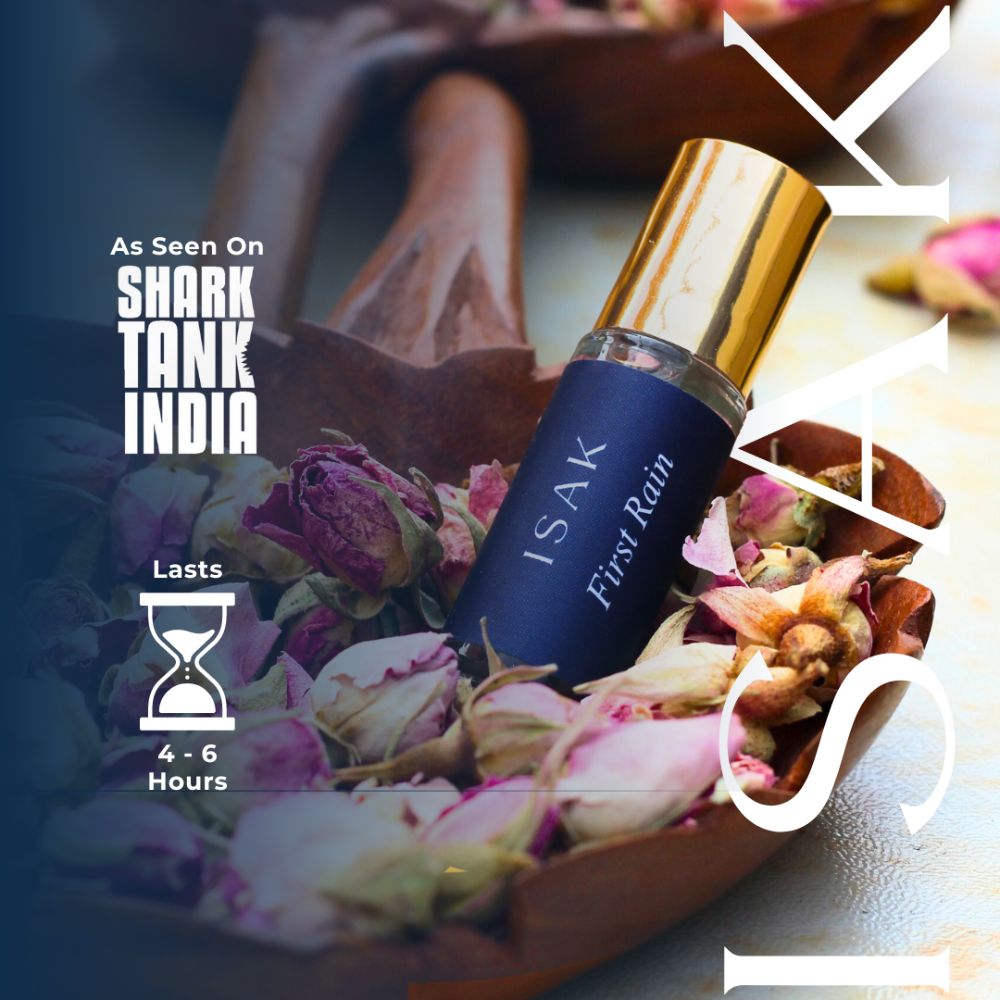 As Seen On
SHARK
TANK
INDIA
Lasts
4 - 6
Hours
ISAK
First Rain
ISAK